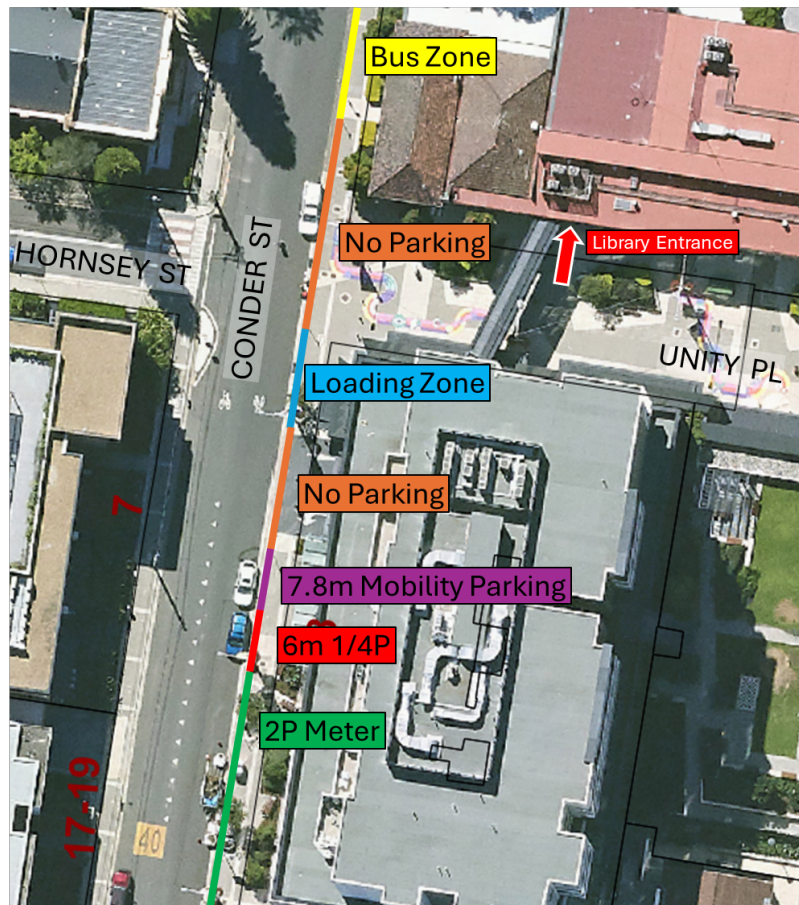 Bus Zone
No Parking
Library Entrance
HORNSEY ST
CONDER ST
UNITY PL
Loading Zone
No Parking
7
7.8m Mobility Parking
6m 1/4P
2P Meter
17-19
40